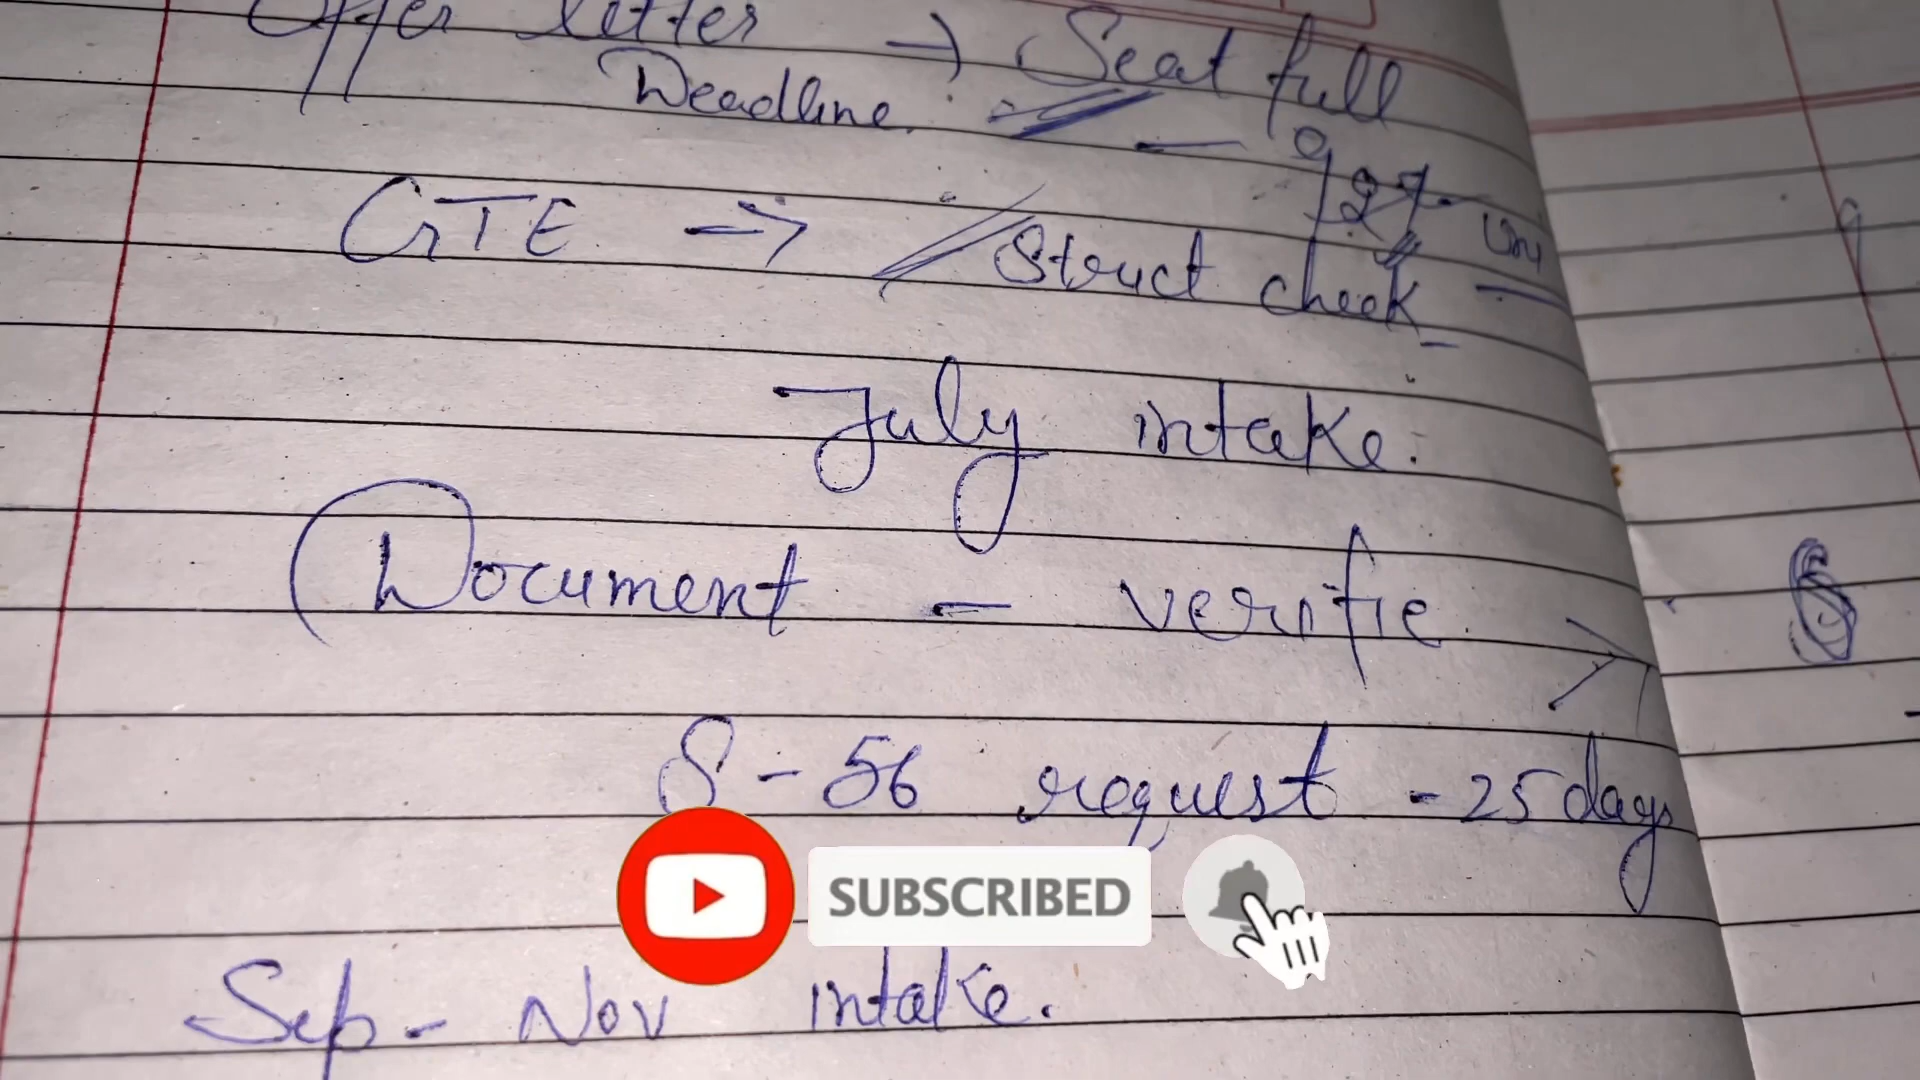 Offer letter → Seat full
Deadline.
GTE → Struct check
July intake.
Document - verifie
S-56 request - 25 days
SUBSCRIBED
Sep - Nov intake.